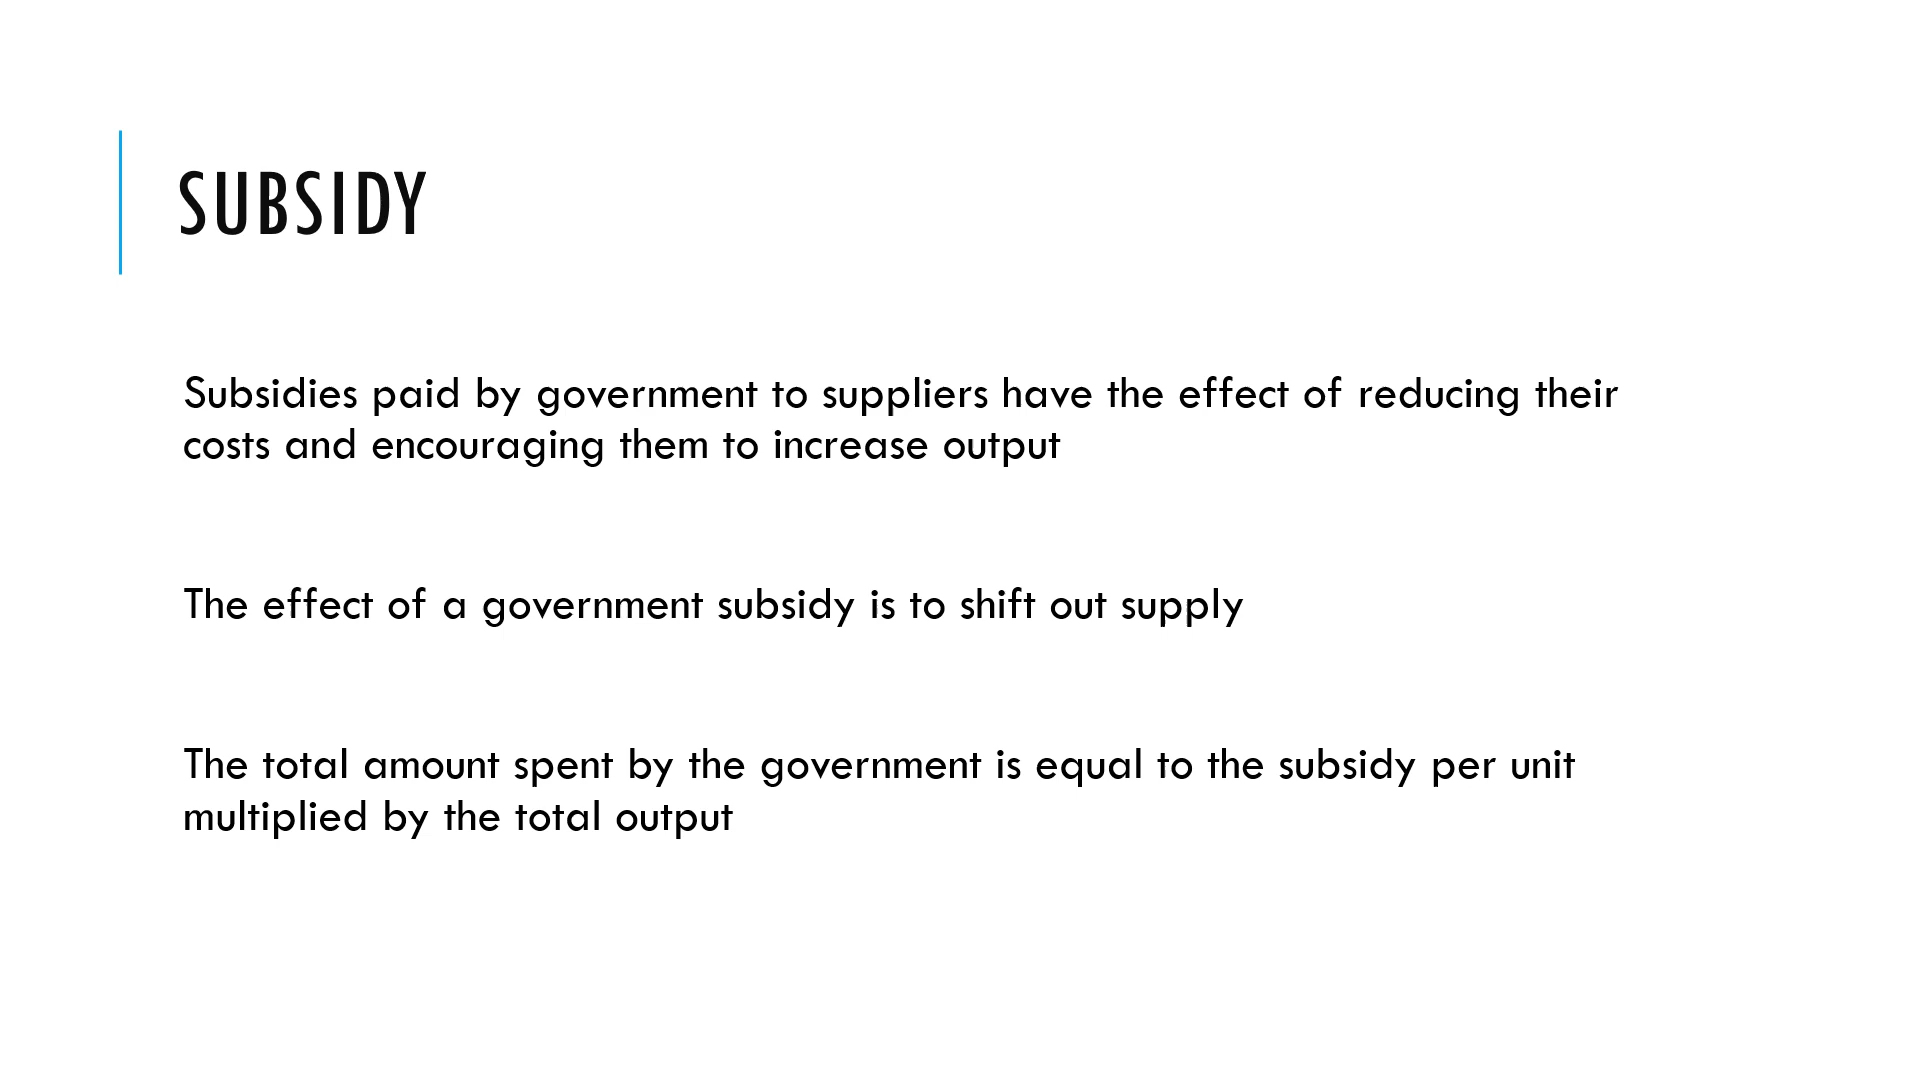 SUBSIDY
Subsidies paid by government to suppliers have the effect of reducing their
costs and encouraging them to increase output
The effect of a government subsidy is to shift out supply
The total amount spent by the government is equal to the subsidy per unit
multiplied by the total output